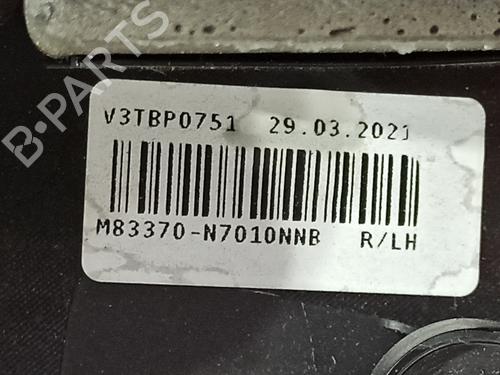 B-PARTS
V3TBP0751 29.03.2021
M83370-N7010NNB R/LH